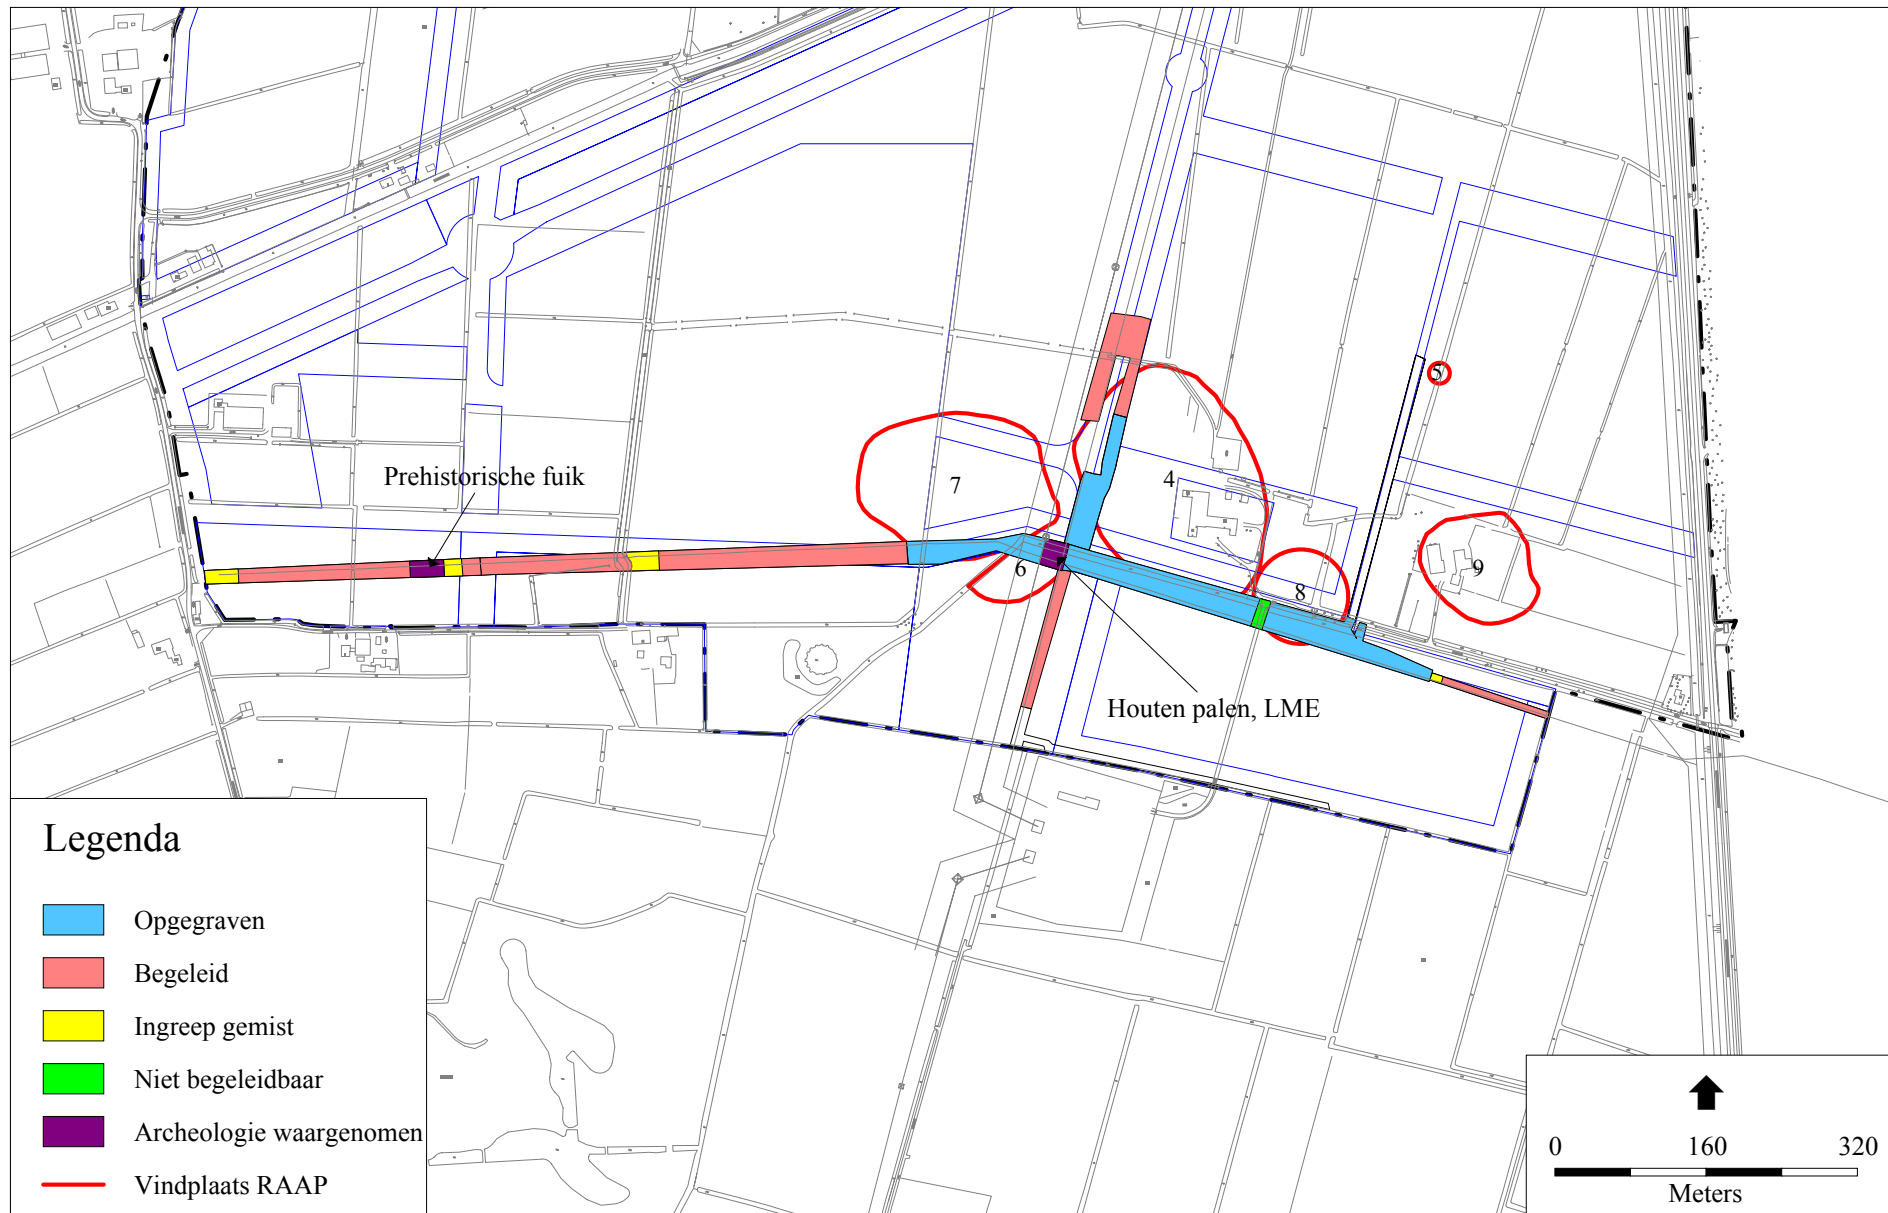 5
Prehistorische fuik
7
4
6
8
9
Houten palen, LME
Legenda
Opgegraven
Begeleid
Ingreep gemist
Niet begeleidbaar
Archeologie waargenomen
Vindplaats RAAP
0 160 320
Meters